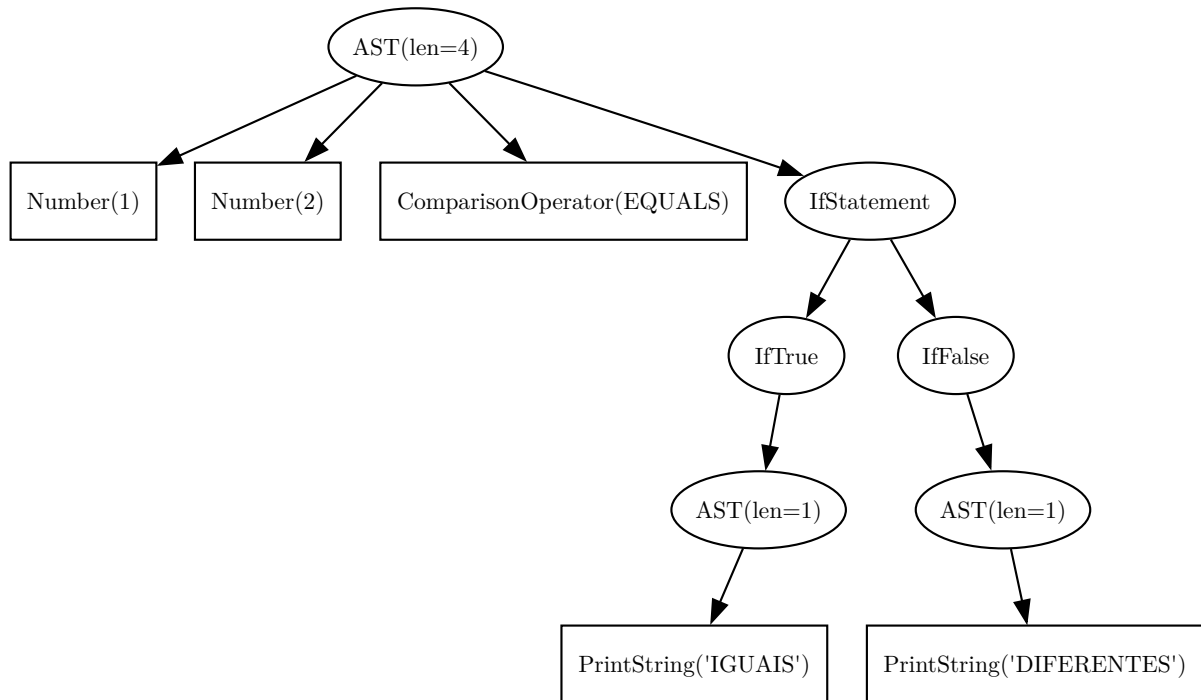 AST(len=4)
Number(1)
Number(2)
ComparisonOperator(EQUALS)
IfStatement
IfTrue
IfFalse
AST(len=1)
AST(len=1)
PrintString('IGUAIS')
PrintString('DIFERENTES')